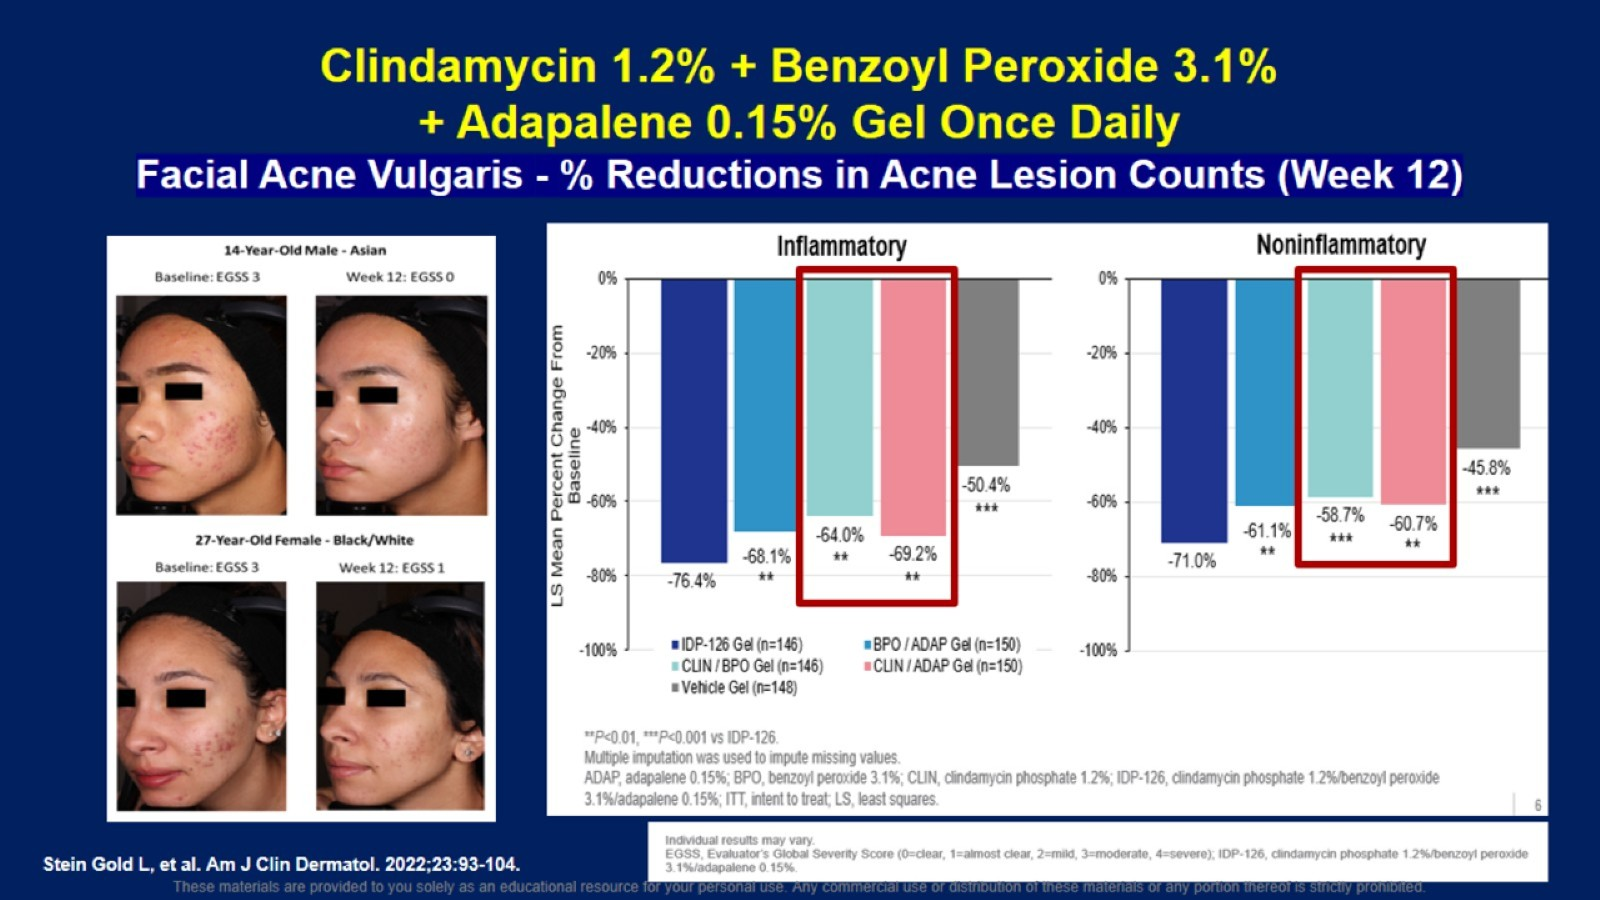 Clindamycin 1.2% + Benzoyl Peroxide 3.1%
+ Adapalene 0.15% Gel Once Daily
Facial Acne Vulgaris - % Reductions in Acne Lesion Counts (Week 12)
14-Year-Old Male - Asian
Baseline: EGSS 3
Week 12: EGSS 0
27-Year-Old Female - Black/White
Baseline: EGSS 3
Week 12: EGSS 1
Inflammatory
LS Mean Percent Change From
Baseline
0%
-20%
-40%
-60%
-80%
-100%
-76.4%
-68.1%
**
-64.0%
**
-69.2%
**
-50.4%
***
Noninflammatory
0%
-20%
-40%
-60%
-80%
-100%
-71.0%
-61.1%
**
-58.7%
***
-60.7%
**
-45.8%
***
IDP-126 Gel (n=146)
BPO / ADAP Gel (n=150)
CLIN / BPO Gel (n=146)
CLIN / ADAP Gel (n=150)
Vehicle Gel (n=148)
**P<0.01, ***P<0.001 vs IDP-126.
Multiple imputation was used to impute missing values.
ADAP, adapalene 0.15%; BPO, benzoyl peroxide 3.1%; CLIN, clindamycin phosphate 1.2%; IDP-126, clindamycin phosphate 1.2%/benzoyl peroxide
3.1%/adapalene 0.15%; ITT, intent to treat; LS, least squares.
6
Individual results may vary.
EGSS, Evaluator's Global Severity Score (0=clear, 1=almost clear, 2=mild, 3=moderate, 4=severe); IDP-126, clindamycin phosphate 1.2%/benzoyl peroxide
3.1%/adapalene 0.15%.
Stein Gold L, et al. Am J Clin Dermatol. 2022;23:93-104.
These materials are provided to you solely as an educational resource for your personal use. Any commercial use or distribution of these materials or any portion thereof is strictly prohibited.